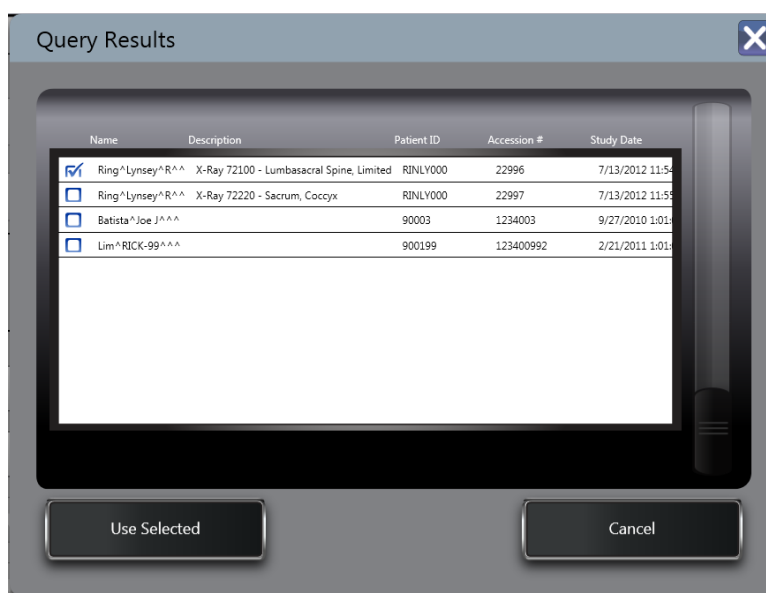 Query Results
Name Description Patient ID Accession # Study Date
Ring^Lynsey^R^^ X-Ray 72100 - Lumbasacral Spine, Limited RINLY000 22996 7/13/2012 11:54
Ring^Lynsey^R^^ X-Ray 72220 - Sacrum, Coccyx RINLY000 22997 7/13/2012 11:55
Batista^Joe J^^^ 90003 1234003 9/27/2010 1:01:
Lim^RICK-99^^^ 900199 123400992 2/21/2011 1:01:
Use Selected Cancel